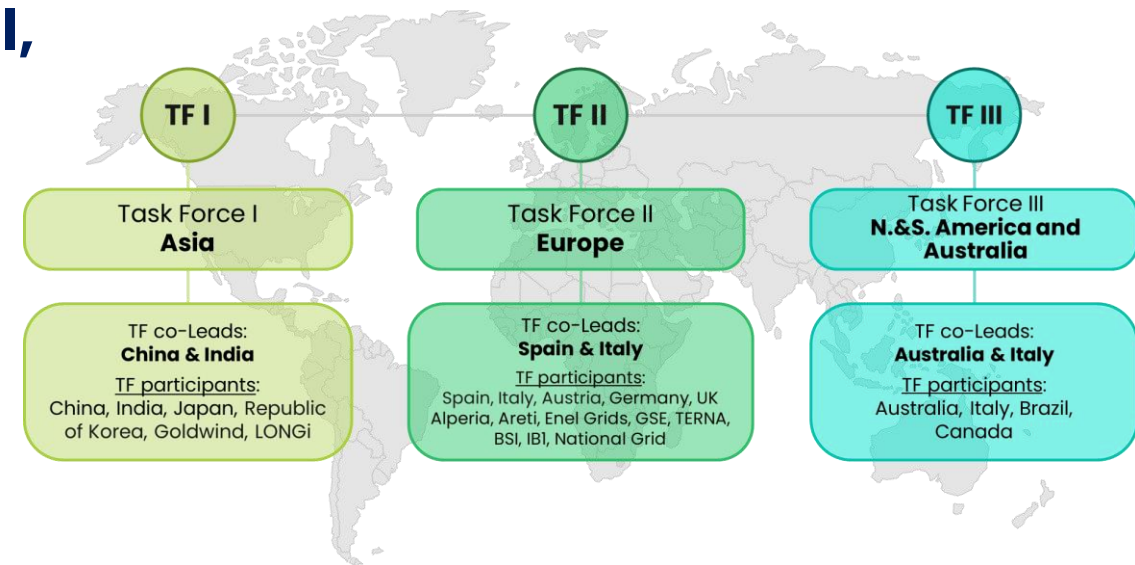 I,
TF I
TF II
TF III
Task Force I
Asia
Task Force II
Europe
Task Force III
N.&S. America and
Australia
TF co-Leads:
China & India
TF participants:
China, India, Japan, Republic
of Korea, Goldwind, LONGi
TF co-Leads:
Spain & Italy
TF participants:
Spain, Italy, Austria, Germany, UK
Alperia, Areti, Enel Grids, GSE, TERNA,
BSI, IB1, National Grid
TF co-Leads:
Australia & Italy
TF participants:
Australia, Italy, Brazil,
Canada